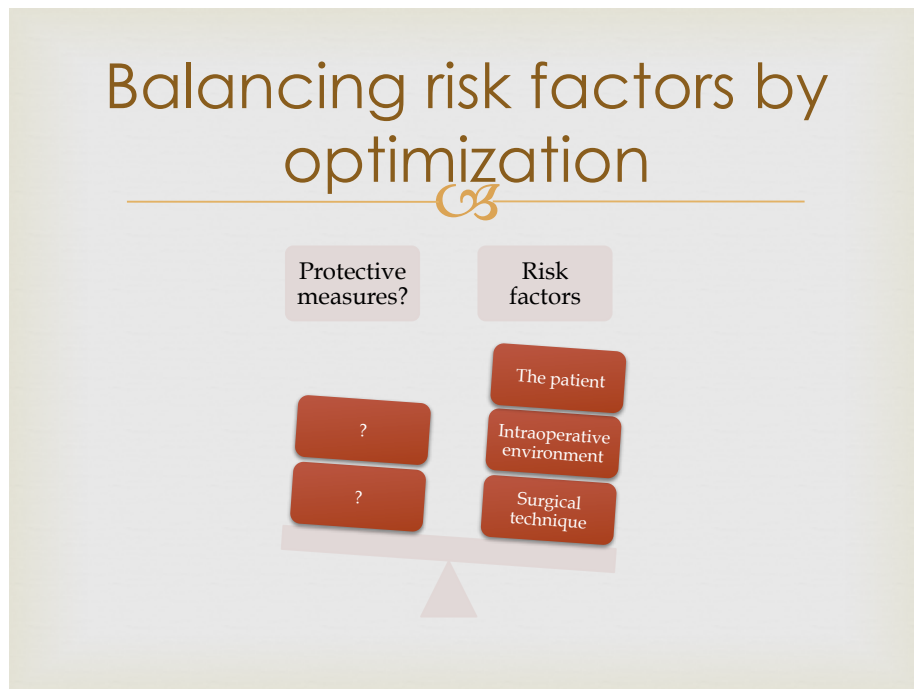 Balancing risk factors by
optimization
Protective
measures?
Risk
factors
?
?
The patient
Intraoperative
environment
Surgical
technique